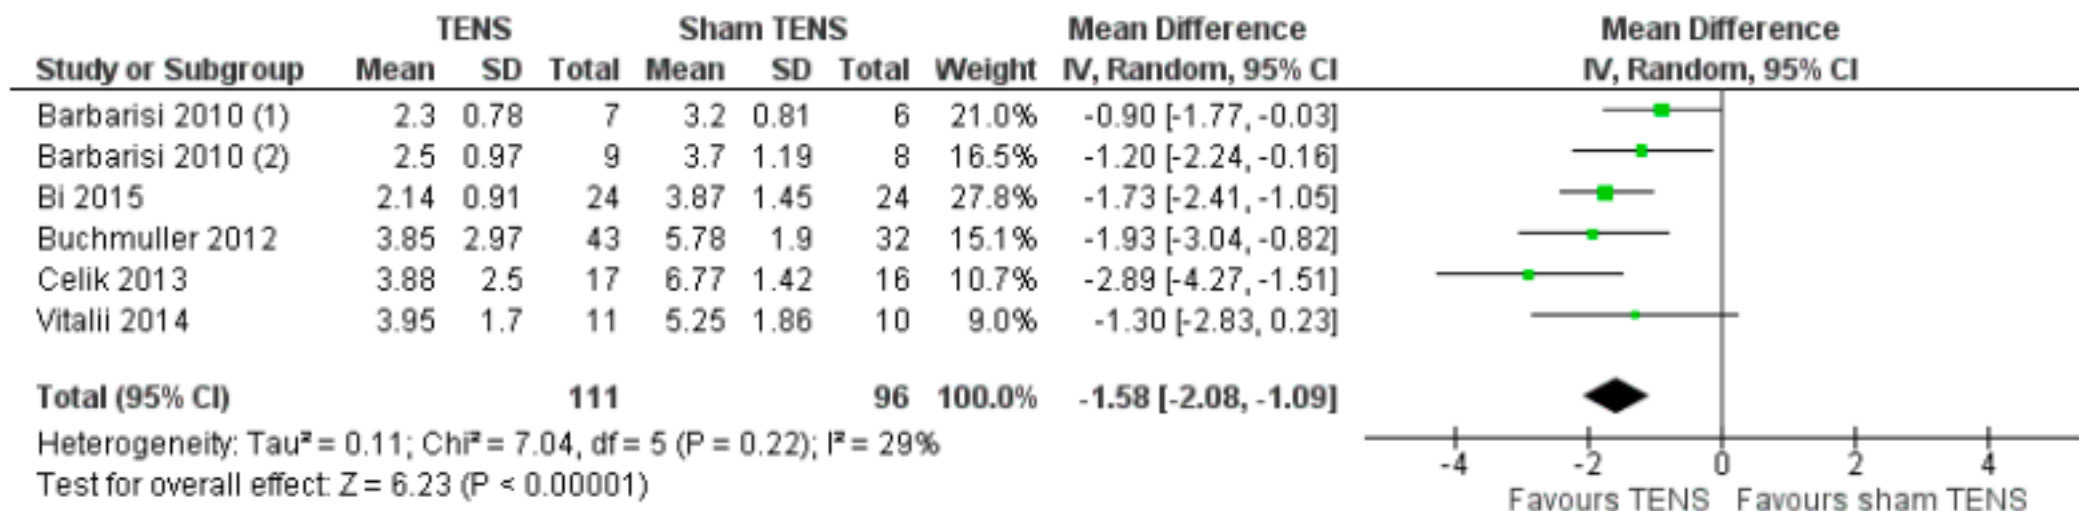 TENS Sham TENS Mean Difference Mean Difference
Study or Subgroup Mean SD Total Mean SD Total Weight IV, Random, 95% CI IV, Random, 95% CI
Barbarisi 2010 (1) 2.3 0.78 7 3.2 0.81 6 21.0% -0.90 [-1.77, -0.03]
Barbarisi 2010 (2) 2.5 0.97 9 3.7 1.19 8 16.5% -1.20 [-2.24, -0.16]
Bi 2015 2.14 0.91 24 3.87 1.45 24 27.8% -1.73 [-2.41, -1.05]
Buchmuller 2012 3.85 2.97 43 5.78 1.9 32 15.1% -1.93 [-3.04, -0.82]
Celik 2013 3.88 2.5 17 6.77 1.42 16 10.7% -2.89 [-4.27, -1.51]
Vitalii 2014 3.95 1.7 11 5.25 1.86 10 9.0% -1.30 [-2.83, 0.23]
Total (95% CI) 111 96 100.0% -1.58 [-2.08, -1.09]
Heterogeneity: Tau² = 0.11; Chi² = 7.04, df = 5 (P = 0.22); I² = 29%
Test for overall effect: Z = 6.23 (P < 0.00001)
-4 -2 0 2 4
Favours TENS Favours sham TENS